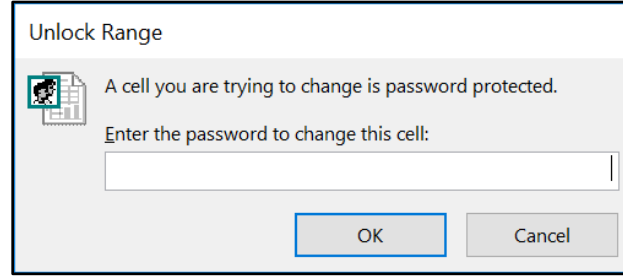 Unlock Range
A cell you are trying to change is password protected.
Enter the password to change this cell:
OK
Cancel